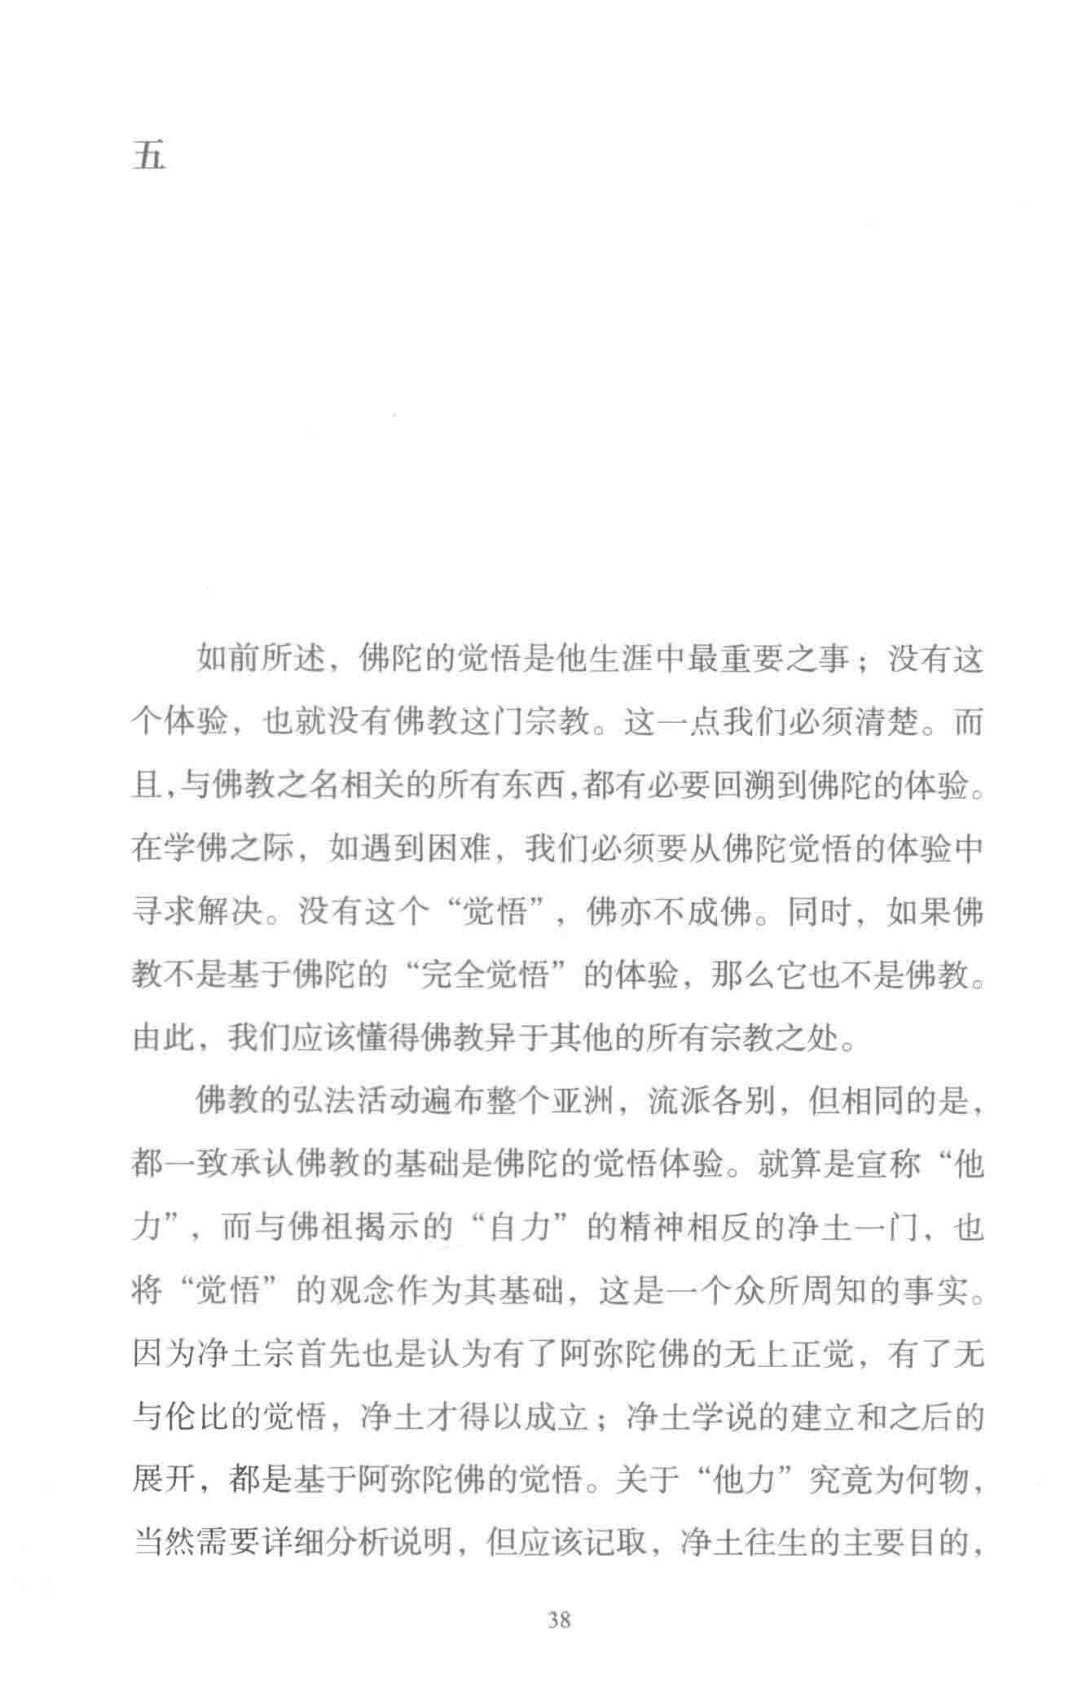 五
如前所述，佛陀的觉悟是他生涯中最重要之事；没有这
个体验，也就没有佛教这门宗教。这一点我们必须清楚。而
且，与佛教之名相关的所有东西，都有必要回溯到佛陀的体验。
在学佛之际，如遇到困难，我们必须要从佛陀觉悟的体验中
寻求解决。没有这个“觉悟”，佛亦不成佛。同时，如果佛
教不是基于佛陀的“完全觉悟”的体验，那么它也不是佛教。
由此，我们应该懂得佛教异于其他的所有宗教之处。
佛教的弘法活动遍布整个亚洲，流派各别，但相同的是，
都一致承认佛教的基础是佛陀的觉悟体验。就算是宣称“他
力”，而与佛祖揭示的“自力”的精神相反的净土一门，也
将“觉悟”的观念作为其基础，这是一个众所周知的事实。
因为净土宗首先也是认为有了阿弥陀佛的无上正觉，有了无
与伦比的觉悟，净土才得以成立；净土学说的建立和之后的
展开，都是基于阿弥陀佛的觉悟。关于“他力”究竟为何物，
当然需要详细分析说明，但应该记取，净土往生的主要目的，
38